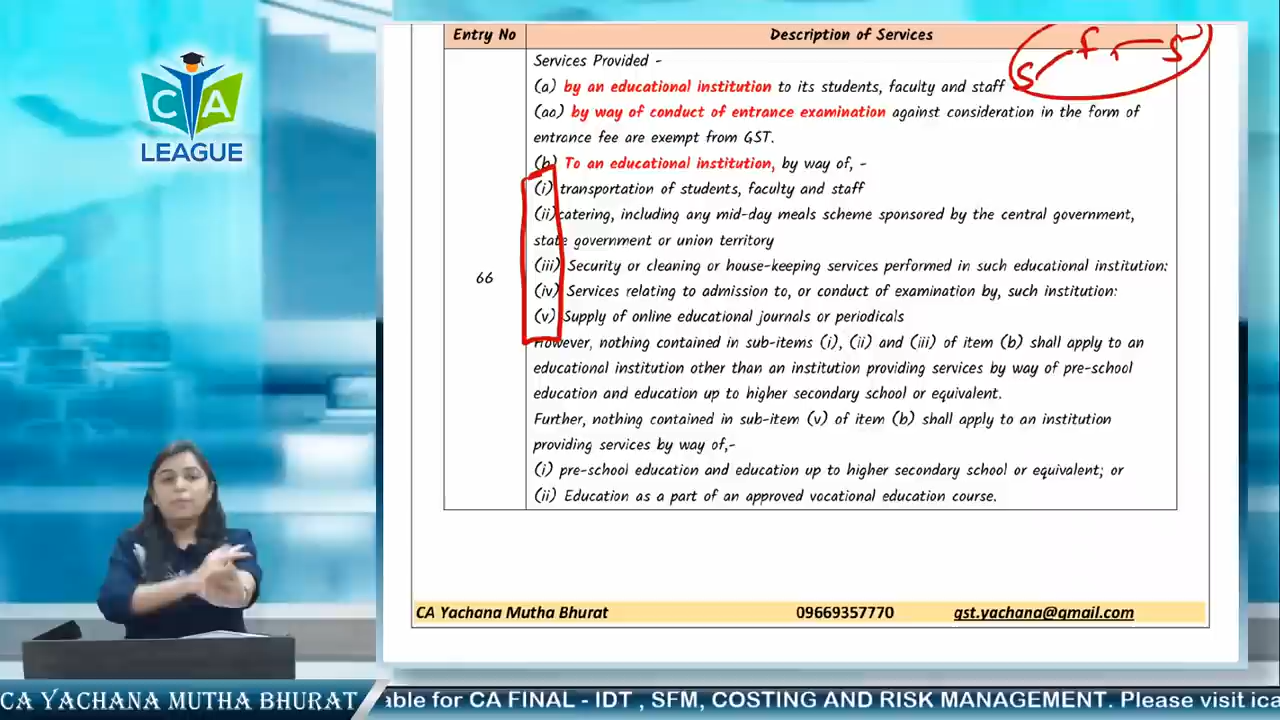 CA
LEAGUE
Entry No
Description of Services
S f S
Services Provided -
(a) by an educational institution to its students, faculty and staff
(aa) by way of conduct of entrance examination against consideration in the form of
entrance fee are exempt from GST.
(b) To an educational institution, by way of, -
(i) transportation of students, faculty and staff
(ii) catering, including any mid-day meals scheme sponsored by the central government,
state government or union territory
(iii) Security or cleaning or house-keeping services performed in such educational institution:
66
(iv) Services relating to admission to, or conduct of examination by, such institution:
(v) Supply of online educational journals or periodicals
However, nothing contained in sub-items (i), (ii) and (iii) of item (b) shall apply to an
educational institution other than an institution providing services by way of pre-school
education and education up to higher secondary school or equivalent.
Further, nothing contained in sub-item (v) of item (b) shall apply to an institution
providing services by way of,-
(i) pre-school education and education up to higher secondary school or equivalent; or
(ii) Education as a part of an approved vocational education course.
CA Yachana Mutha Bhurat 09669357770 gst.yachana@gmail.com
CA YACHANA MUTHA BHURAT
able for CA FINAL - IDT , SFM, COSTING AND RISK MANAGEMENT. Please visit ica